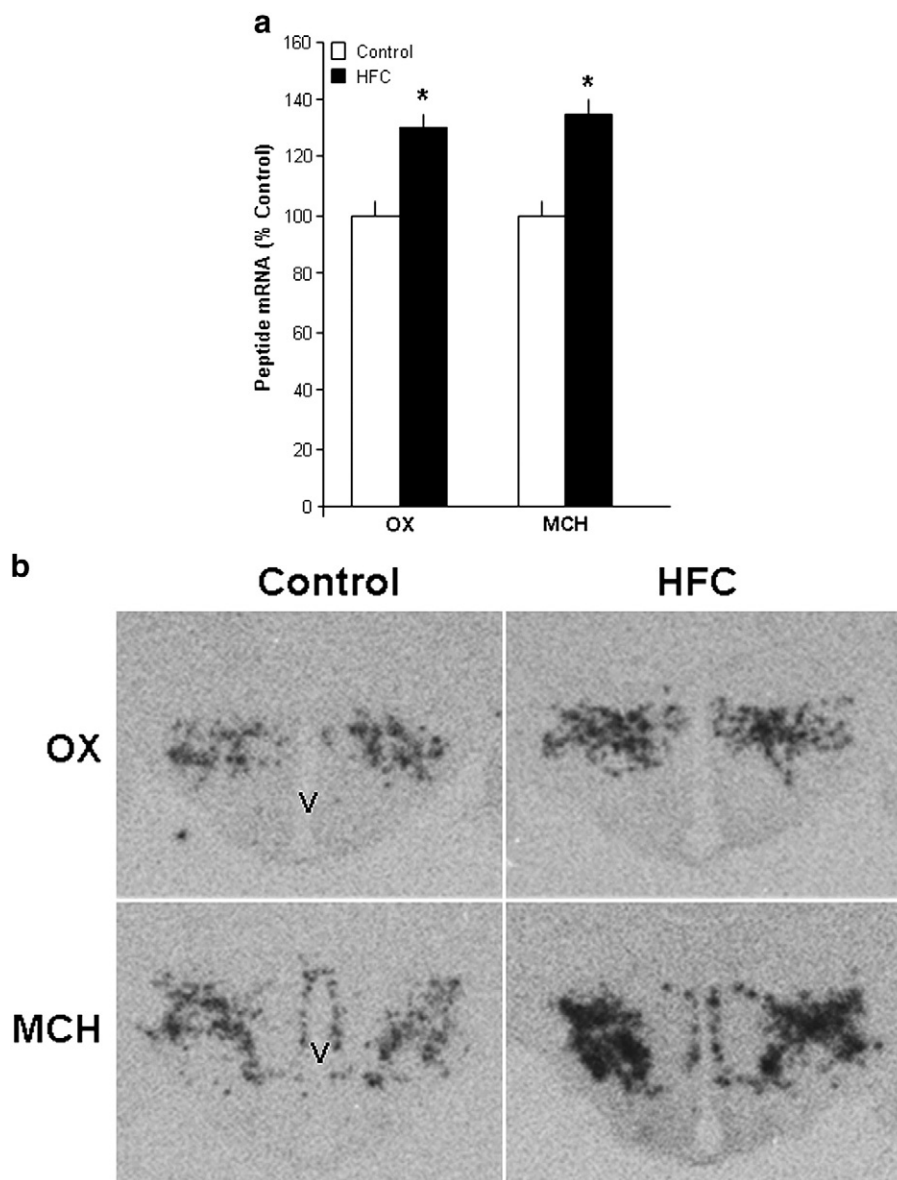 a
160
Control
HFC
140
*
*
120
100
80
60
40
20
0
Peptide mRNA (% Control)
OX
MCH
b
Control
HFC
OX
V
MCH
V